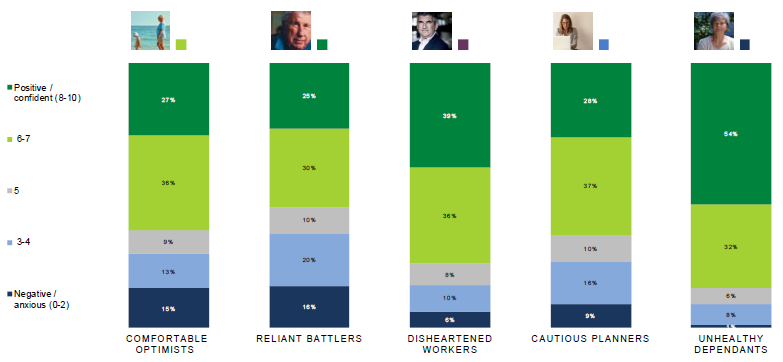 Positive /
confident (8-10)
6-7
5
3-4
Negative /
anxious (0-2)
27%
36%
9%
13%
15%
25%
30%
10%
20%
16%
39%
36%
8%
10%
6%
28%
37%
10%
16%
9%
54%
32%
6%
8%
COMFORTABLE
OPTIMISTS
RELIANT BATTLERS
DISHEARTENED
WORKERS
CAUTIOUS PLANNERS
UNHEALTHY
DEPENDANTS